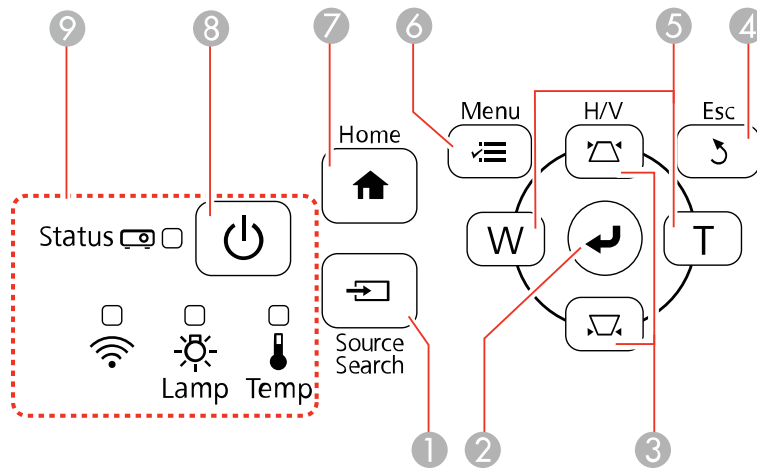 9 8 7 6 5 4
Menu H/V Esc
Home
Status
W T
Source
Search
Lamp Temp
1 2 3